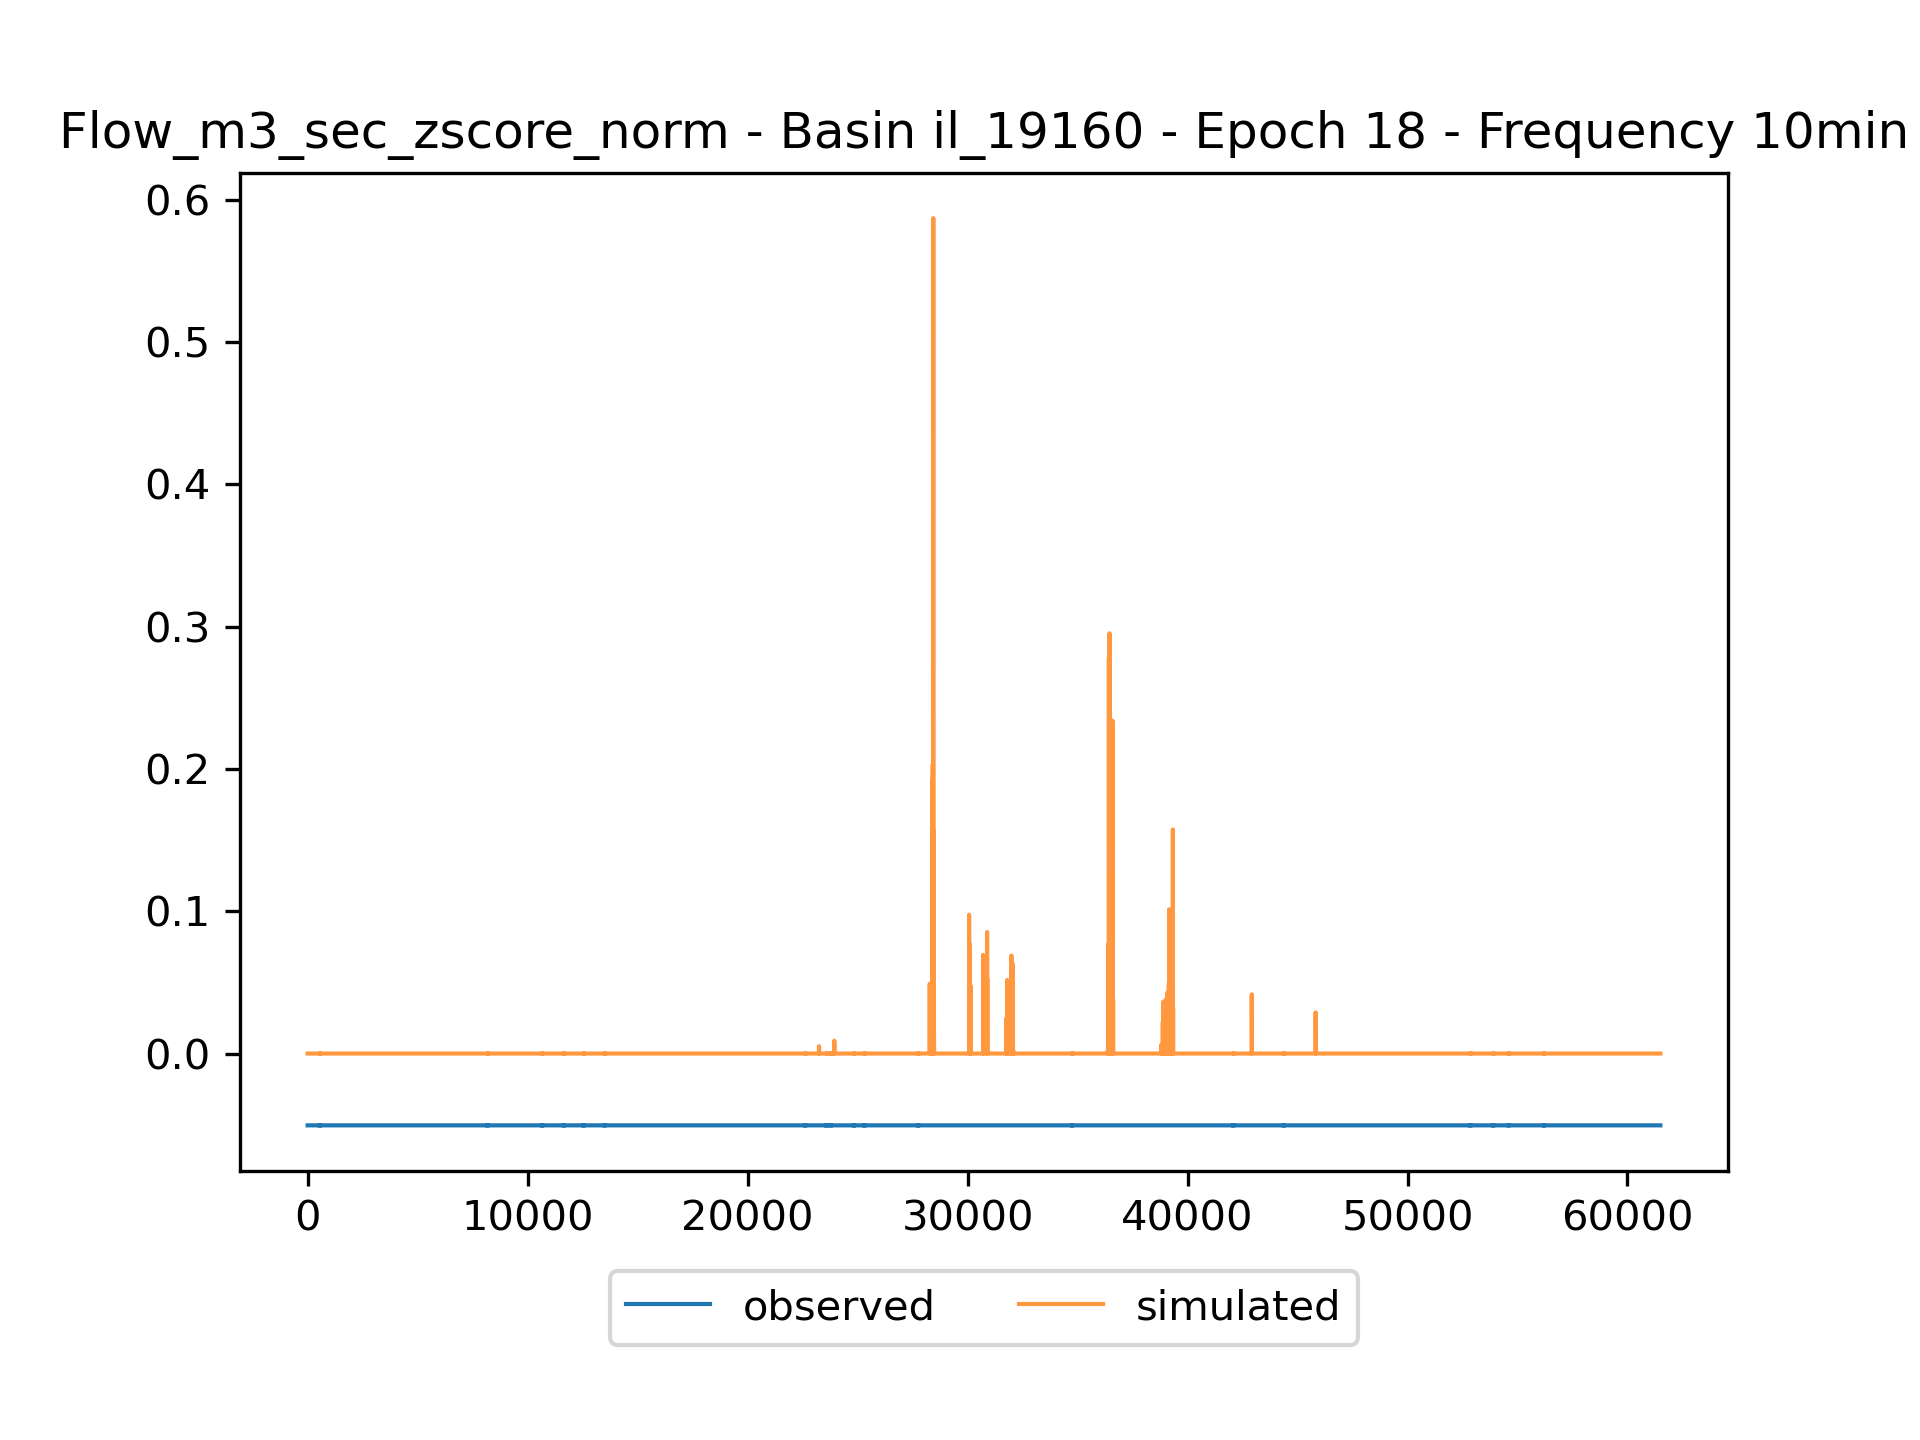 Flow_m3_sec_zscore_norm - Basin il_19160 - Epoch 18 - Frequency 10min
0.6
0.5
0.4
0.3
0.2
0.1
0.0
0 10000 20000 30000 40000 50000 60000
observed simulated